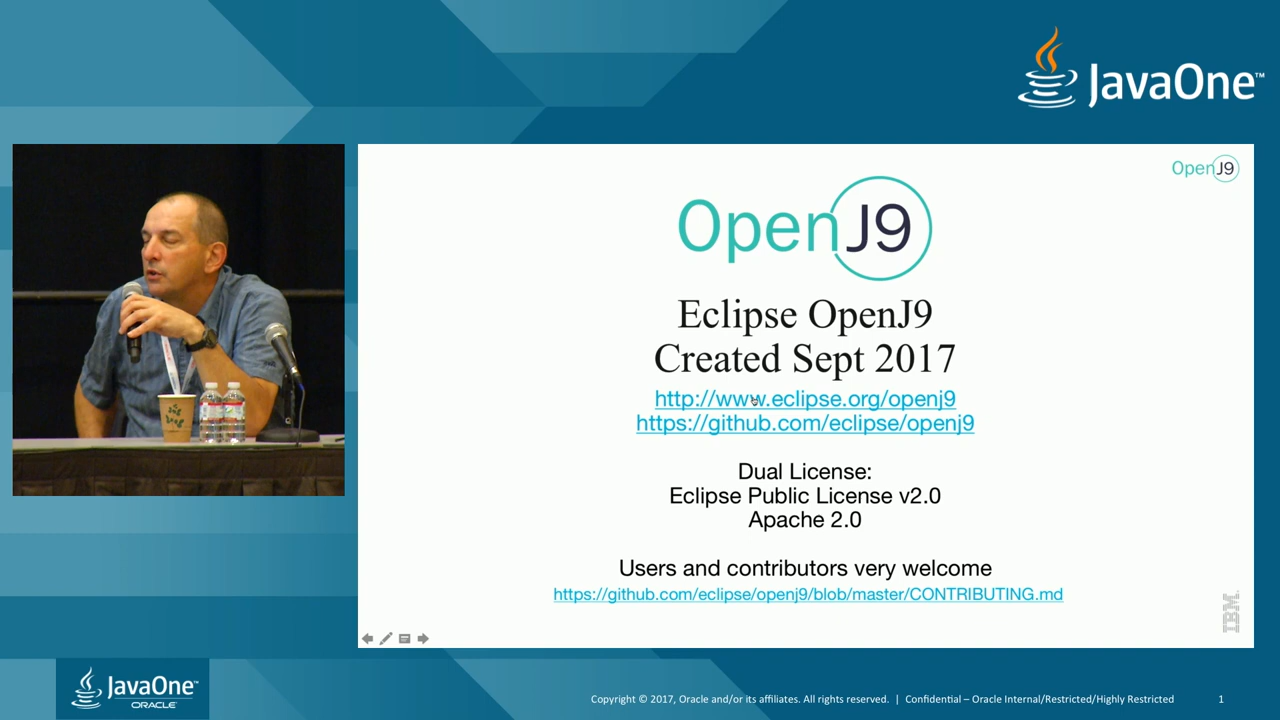 JavaOne™
OpenJ9
OpenJ9
Eclipse OpenJ9
Created Sept 2017
http://www.eclipse.org/openj9
https://github.com/eclipse/openj9
Dual License:
Eclipse Public License v2.0
Apache 2.0
Users and contributors very welcome
https://github.com/eclipse/openj9/blob/master/CONTRIBUTING.md
IBM
JavaOne™
ORACLE
Copyright © 2017, Oracle and/or its affiliates. All rights reserved. | Confidential – Oracle Internal/Restricted/Highly Restricted 1